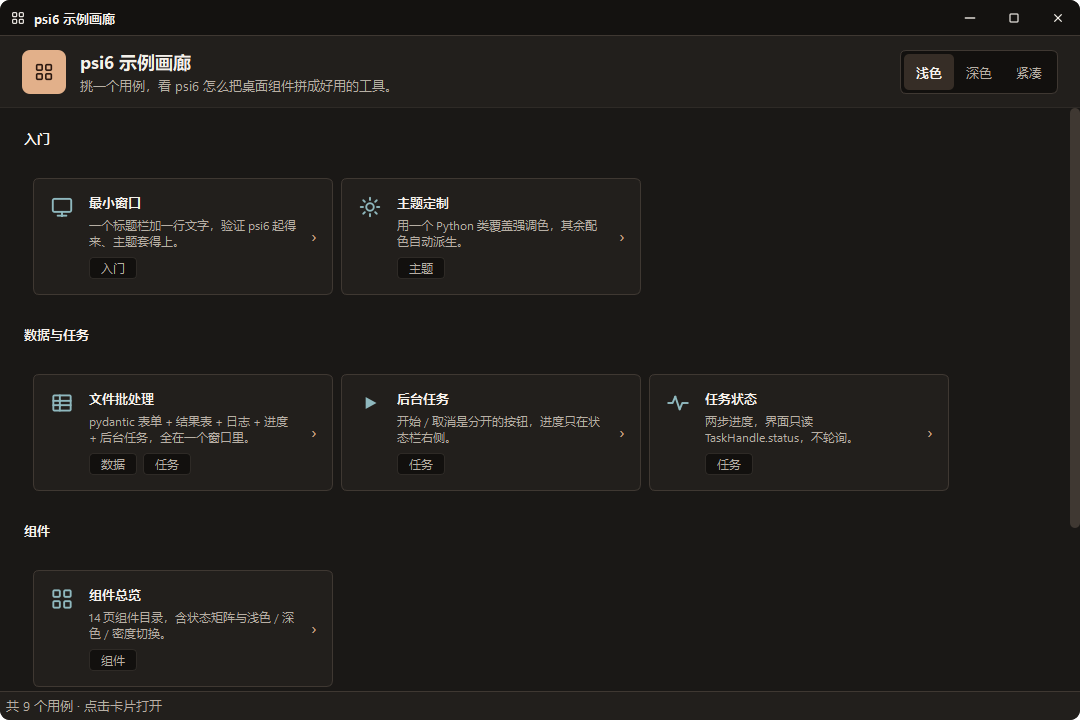 psi6 示例画廊
psi6 示例画廊
挑一个用例，看 psi6 怎么把桌面组件拼成好用的工具。
浅色
深色
紧凑
入门
最小窗口
一个标题栏加一行文字，验证 psi6 起得
来、主题套得上。
入门
主题定制
用一个 Python 类覆盖强调色，其余配
色自动派生。
主题
数据与任务
文件批处理
pydantic 表单 + 结果表 + 日志 + 进度
+ 后台任务，全在一个窗口里。
数据
任务
后台任务
开始 / 取消是分开的按钮，进度只在状
态栏右侧。
任务
任务状态
两步进度，界面只读
TaskHandle.status，不轮询。
任务
组件
组件总览
14 页组件目录，含状态矩阵与浅色 / 深
色 / 密度切换。
组件
共 9 个用例 · 点击卡片打开